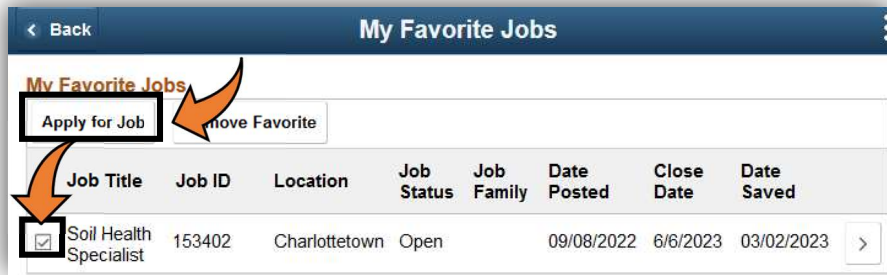 Back
My Favorite Jobs
My Favorite Jobs
Apply for Job
Favorite
Job Title Job ID Location Job Status Job Family Date Posted Close Date Date Saved
Soil Health Specialist 153402 Charlottetown Open 09/08/2022 6/6/2023 03/02/2023